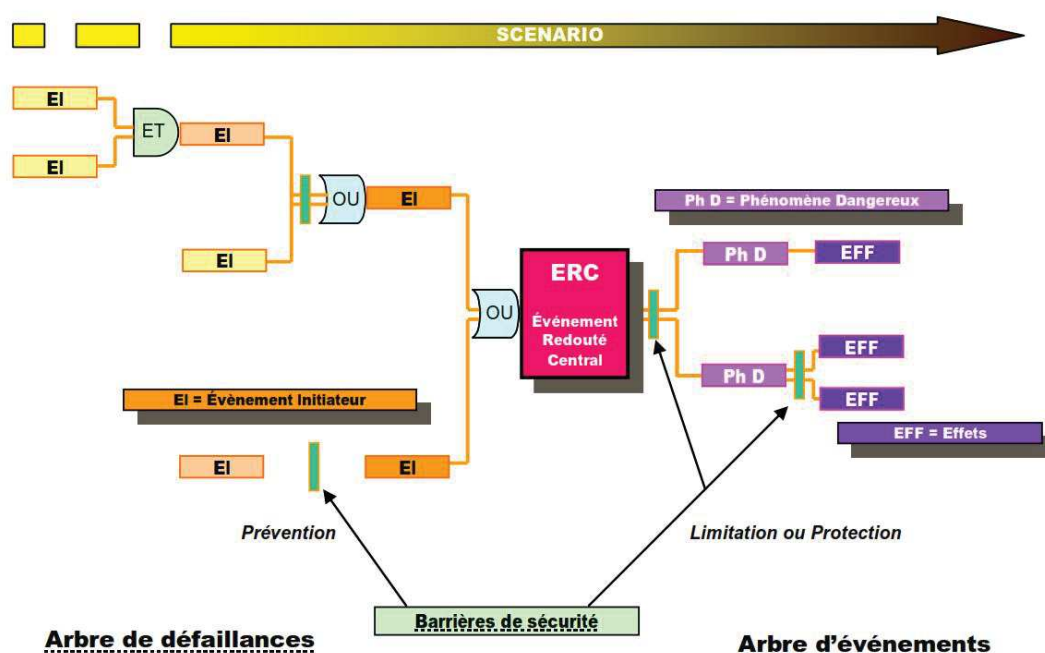 SCENARIO
EI
ET
EI
EI
OU
EI
EI
Ph D = Phénomène Dangereux
Ph D
EFF
ERC
Événement
Redouté
Central
OU
Ph D
EFF
EFF
EI = Évènement Initiateur
EFF = Effets
EI
EI
Prévention
Limitation ou Protection
Barrières de sécurité
Arbre de défaillances
Arbre d'événements